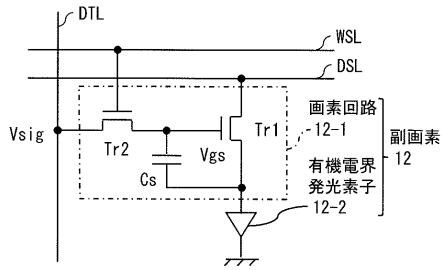 DTL
WSL
DSL
Vsig
Tr2
Cs
Vgs
Tr1
画素回路
12-1
有機電界
発光素子
12-2
副画素
12